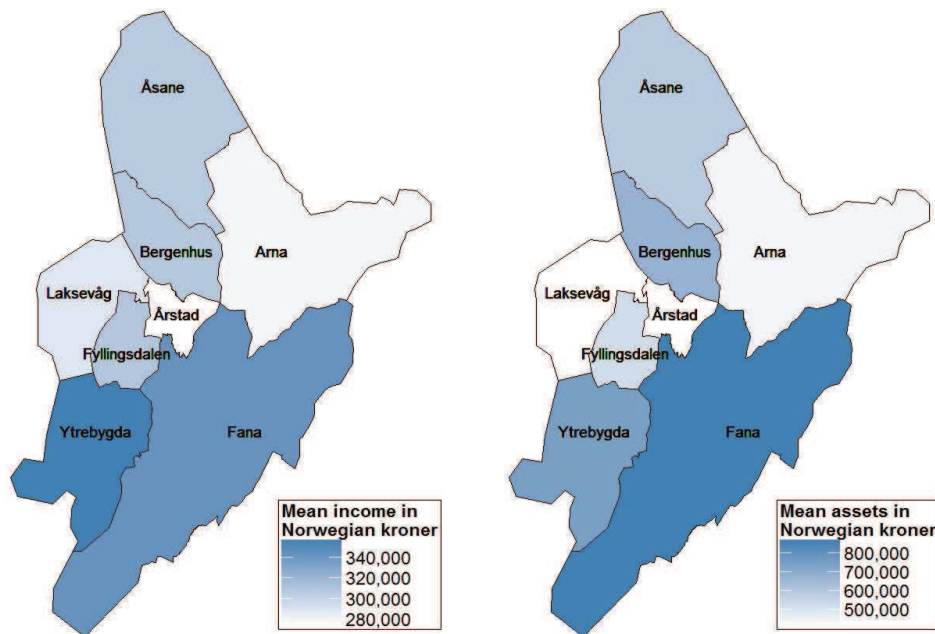 Åsane
Bergenhus
Arna
Laksevåg
Årstad
Fyllingsdalen
Ytrebygda
Fana
Mean income in
Norwegian kroner
340,000
320,000
300,000
280,000
Åsane
Bergenhus
Arna
Laksevåg
Årstad
Fyllingsdalen
Ytrebygda
Fana
Mean assets in
Norwegian kroner
800,000
700,000
600,000
500,000